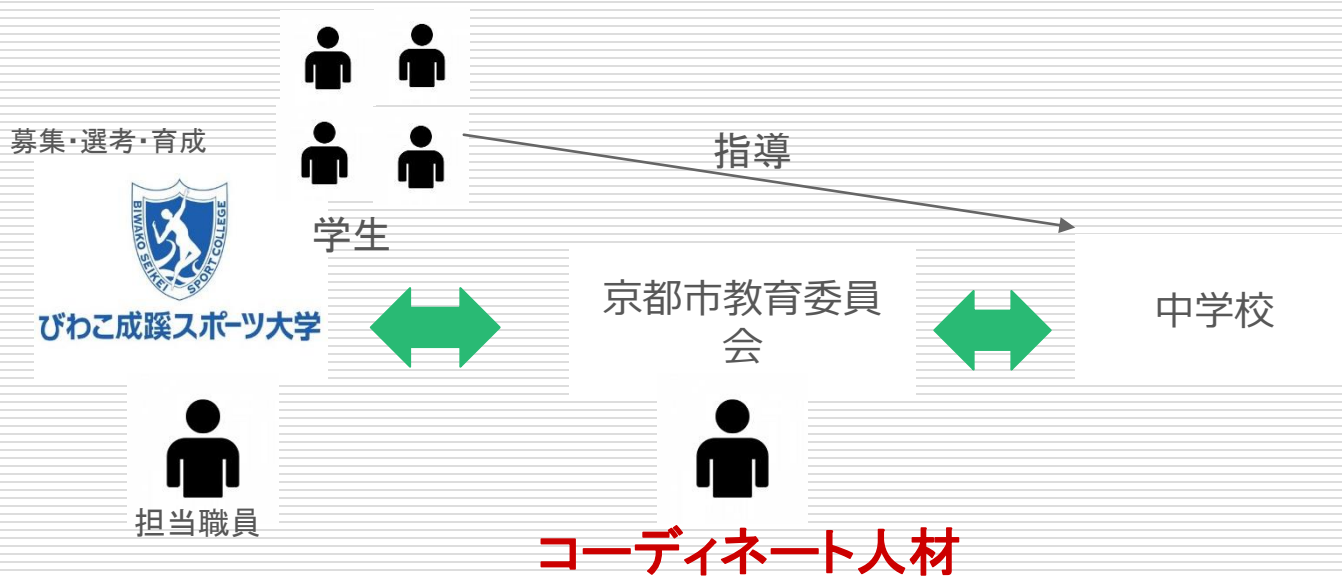 募集・選考・育成
指導
学生
BIWAKO SEIKEI SPORT COLLEGE
びわこ成蹊スポーツ大学
京都市教育委員
会
中学校
担当職員
コーディネート人材